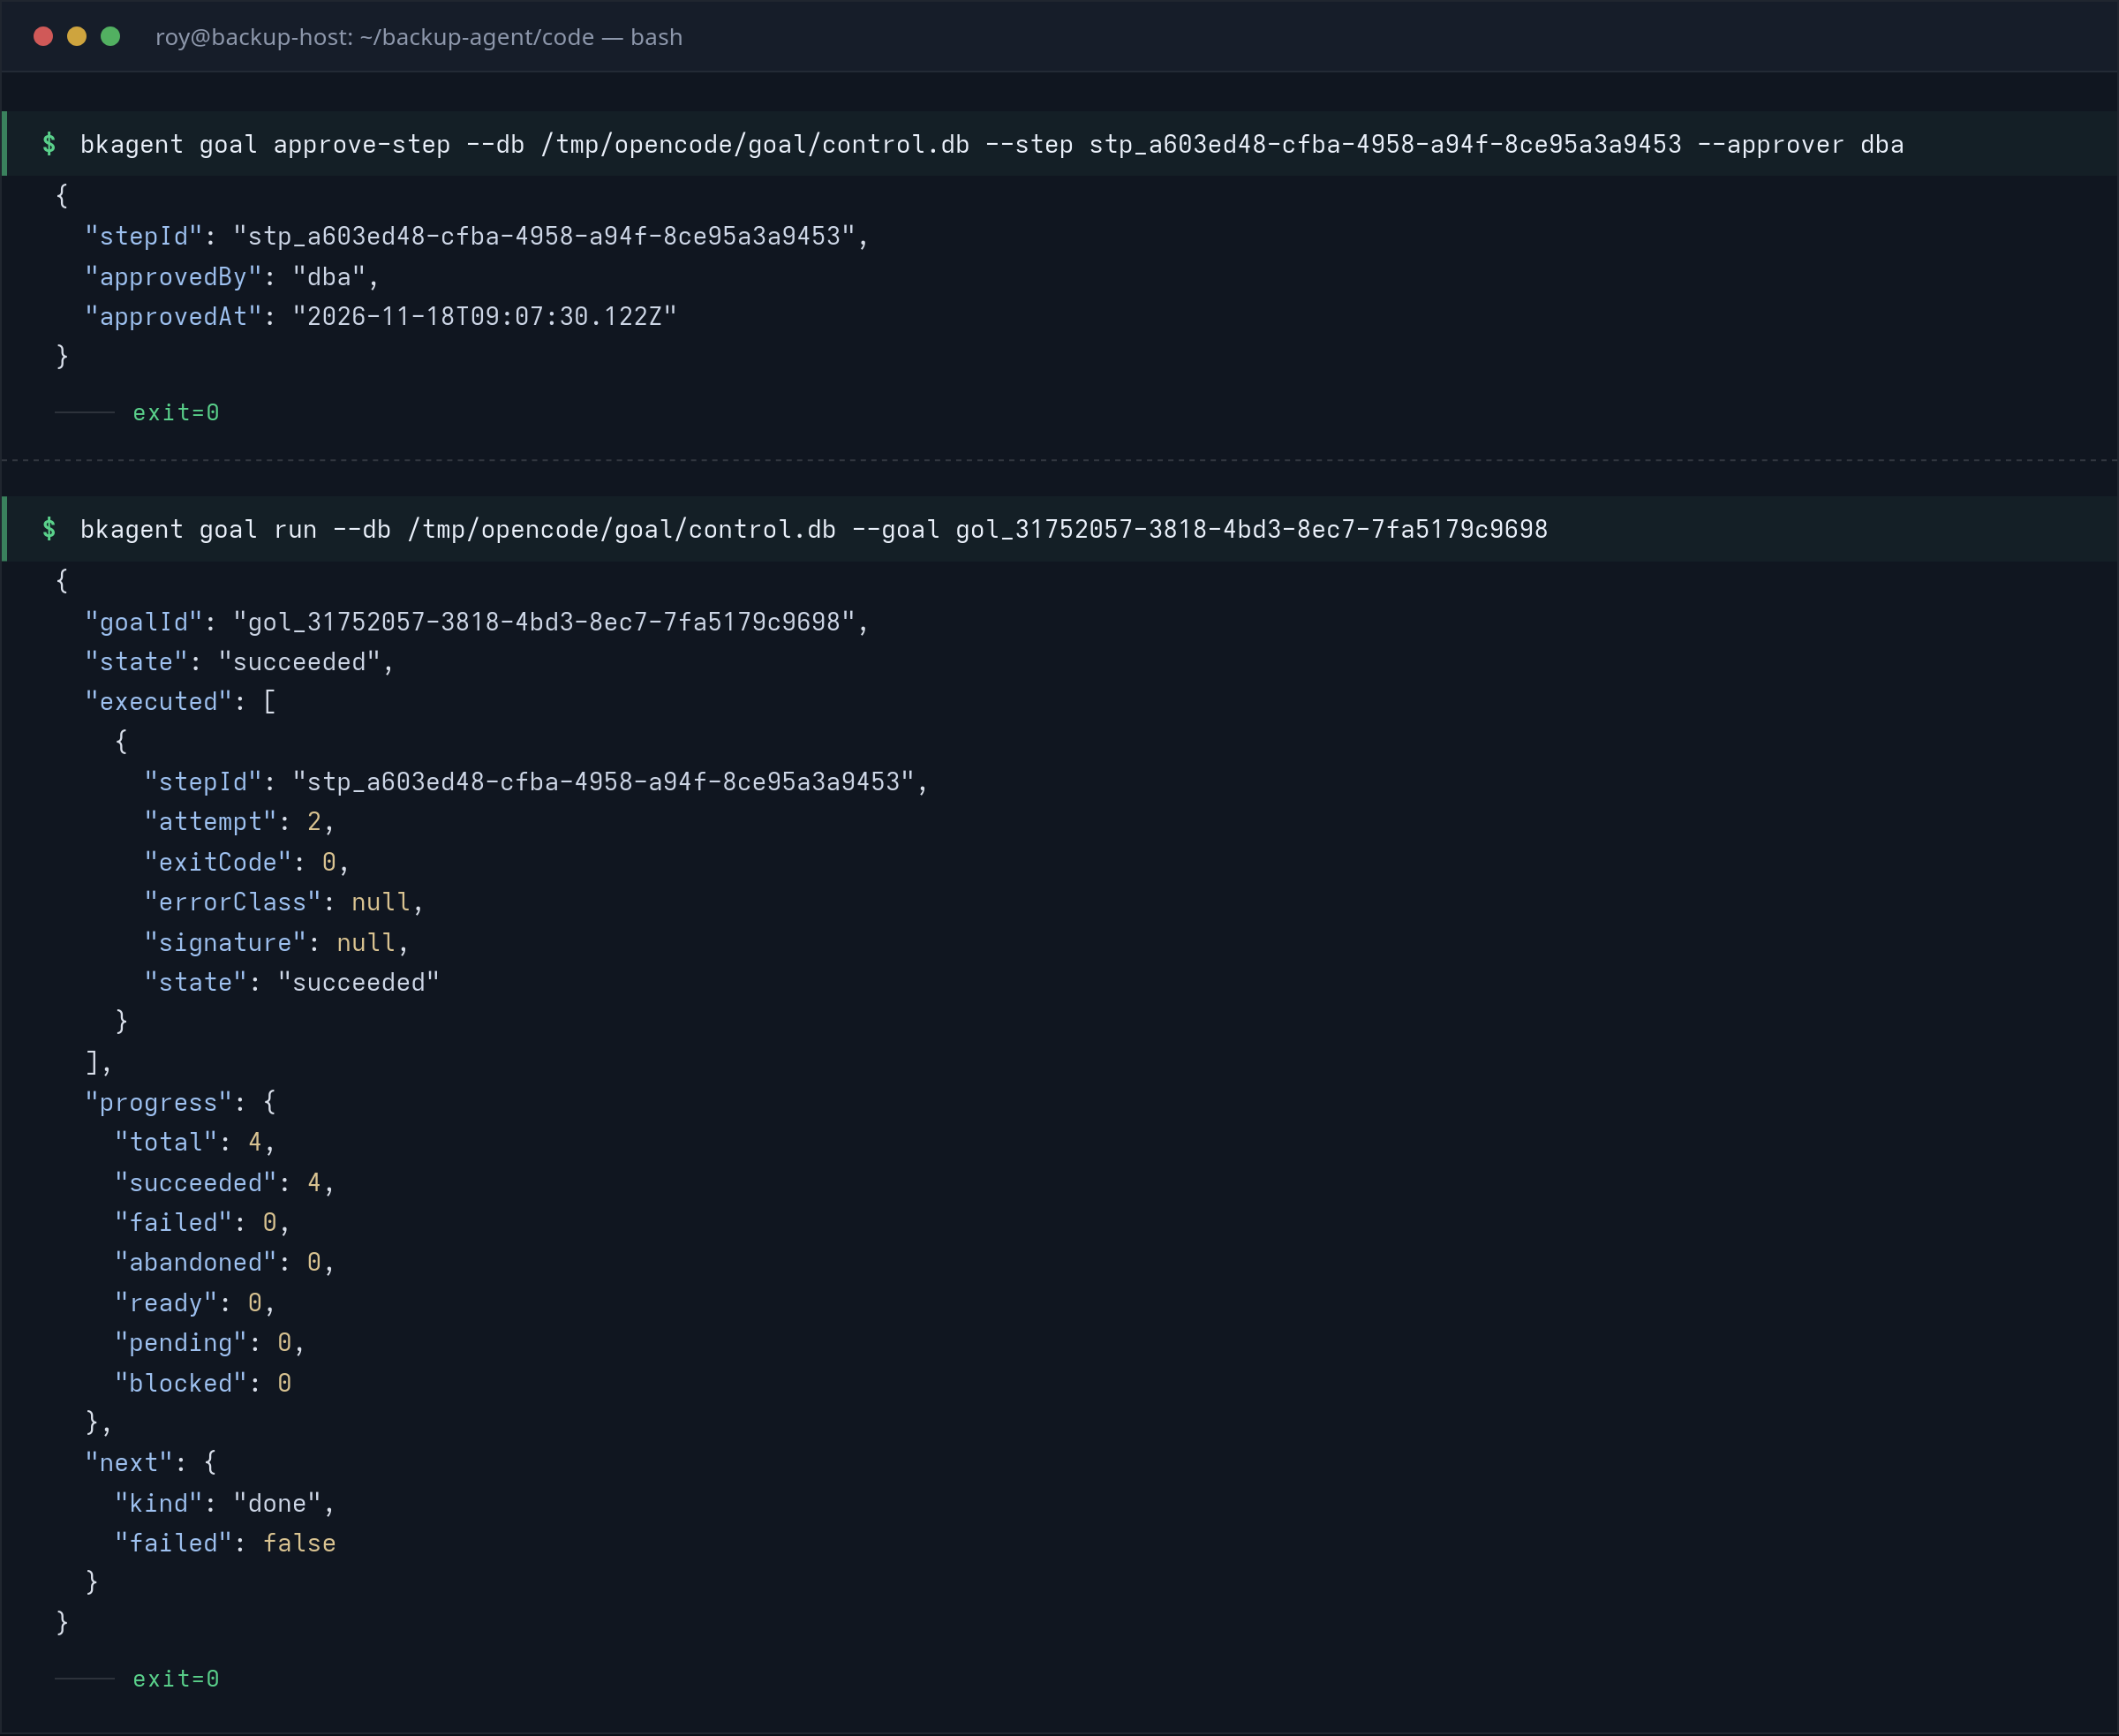 roy@backup-host: ~/backup-agent/code — bash
$ bkagent goal approve-step --db /tmp/opencode/goal/control.db --step stp_a603ed48-cfba-4958-a94f-8ce95a3a9453 --approver dba
{
  "stepId": "stp_a603ed48-cfba-4958-a94f-8ce95a3a9453",
  "approvedBy": "dba",
  "approvedAt": "2026-11-18T09:07:30.122Z"
}
exit=0
$ bkagent goal run --db /tmp/opencode/goal/control.db --goal gol_31752057-3818-4bd3-8ec7-7fa5179c9698
{
  "goalId": "gol_31752057-3818-4bd3-8ec7-7fa5179c9698",
  "state": "succeeded",
  "executed": [
    {
      "stepId": "stp_a603ed48-cfba-4958-a94f-8ce95a3a9453",
      "attempt": 2,
      "exitCode": 0,
      "errorClass": null,
      "signature": null,
      "state": "succeeded"
    }
  ],
  "progress": {
    "total": 4,
    "succeeded": 4,
    "failed": 0,
    "abandoned": 0,
    "ready": 0,
    "pending": 0,
    "blocked": 0
  },
  "next": {
    "kind": "done",
    "failed": false
  }
}
exit=0